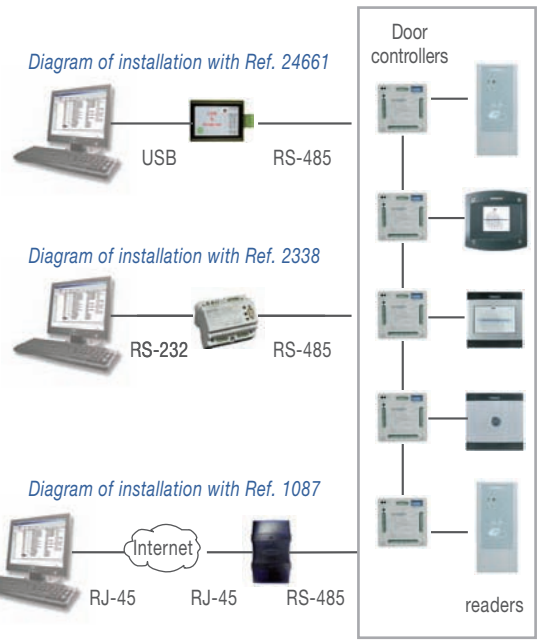 Door
controllers
Diagram of installation with Ref. 24661
USB
RS-485
Diagram of installation with Ref. 2338
RS-232
RS-485
Diagram of installation with Ref. 1087
Internet
RJ-45
RJ-45
RS-485
readers